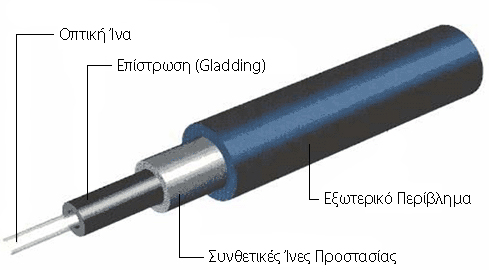 Οπτική Ίνα
Επίστρωση (Gladding)
Εξωτερικό Περίβλημα
Συνθετικές Ίνες Προστασίας